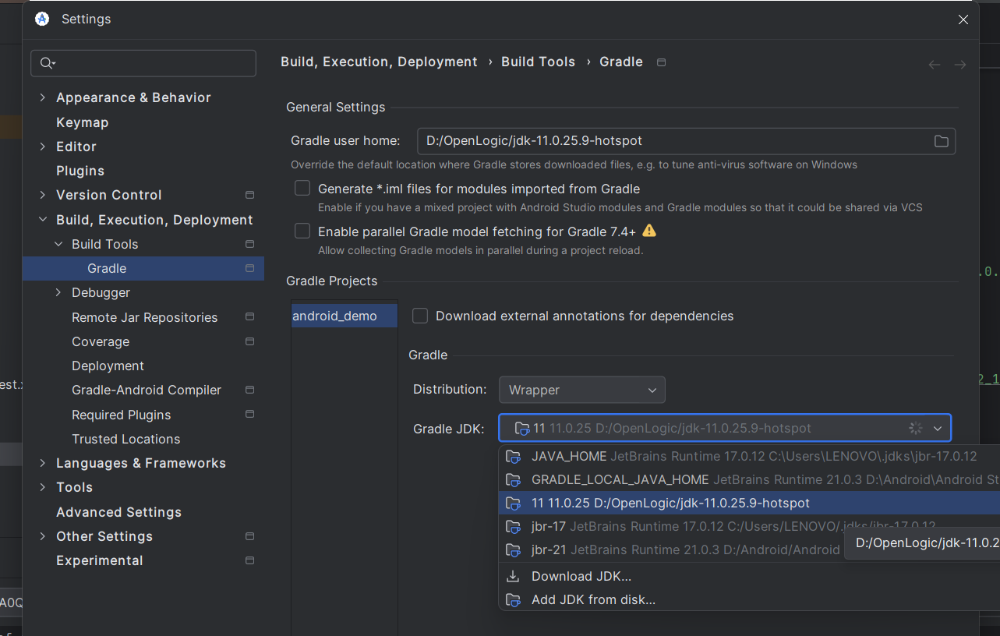 Settings
Build, Execution, Deployment › Build Tools › Gradle
Appearance & Behavior
Keymap
Editor
Plugins
Version Control
Build, Execution, Deployment
Build Tools
Gradle
Debugger
Remote Jar Repositories
Coverage
Deployment
Gradle-Android Compiler
Required Plugins
Trusted Locations
Languages & Frameworks
Tools
Advanced Settings
Other Settings
Experimental
General Settings
Gradle user home: D:/OpenLogic/jdk-11.0.25.9-hotspot
Override the default location where Gradle stores downloaded files, e.g. to tune anti-virus software on Windows
Generate *.iml files for modules imported from Gradle
Enable if you have a mixed project with Android Studio modules and Gradle modules so that it could be shared via VCS
Enable parallel Gradle model fetching for Gradle 7.4+
Allow collecting Gradle models in parallel during a project reload.
Gradle Projects
android_demo
Download external annotations for dependencies
Gradle
Distribution: Wrapper
Gradle JDK: 11 11.0.25 D:/OpenLogic/jdk-11.0.25.9-hotspot
JAVA_HOME JetBrains Runtime 17.0.12 C:\Users\LENOVO\.jdks\jbr-17.0.12
GRADLE_LOCAL_JAVA_HOME JetBrains Runtime 21.0.3 D:\Android\Android St
11 11.0.25 D:/OpenLogic/jdk-11.0.25.9-hotspot
jbr-17 JetBrains Runtime 17.0.12 C:/Users/LENOVO/.jdks/jbr-17.0.12
jbr-21 JetBrains Runtime 21.0.3 D:/Android/Android
D:/OpenLogic/jdk-11.0.2
Download JDK...
Add JDK from disk...
est.x
A0Q
.0.
2_1